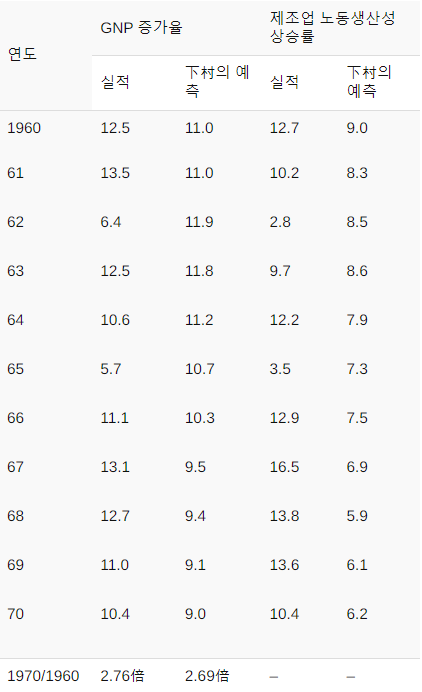 연도 GNP 증가율 제조업 노동생산성 상승률
실적 下村의 예측 실적 下村의 예측
1960 12.5 11.0 12.7 9.0
61 13.5 11.0 10.2 8.3
62 6.4 11.9 2.8 8.5
63 12.5 11.8 9.7 8.6
64 10.6 11.2 12.2 7.9
65 5.7 10.7 3.5 7.3
66 11.1 10.3 12.9 7.5
67 13.1 9.5 16.5 6.9
68 12.7 9.4 13.8 5.9
69 11.0 9.1 13.6 6.1
70 10.4 9.0 10.4 6.2
1970/1960 2.76倍 2.69倍 – –